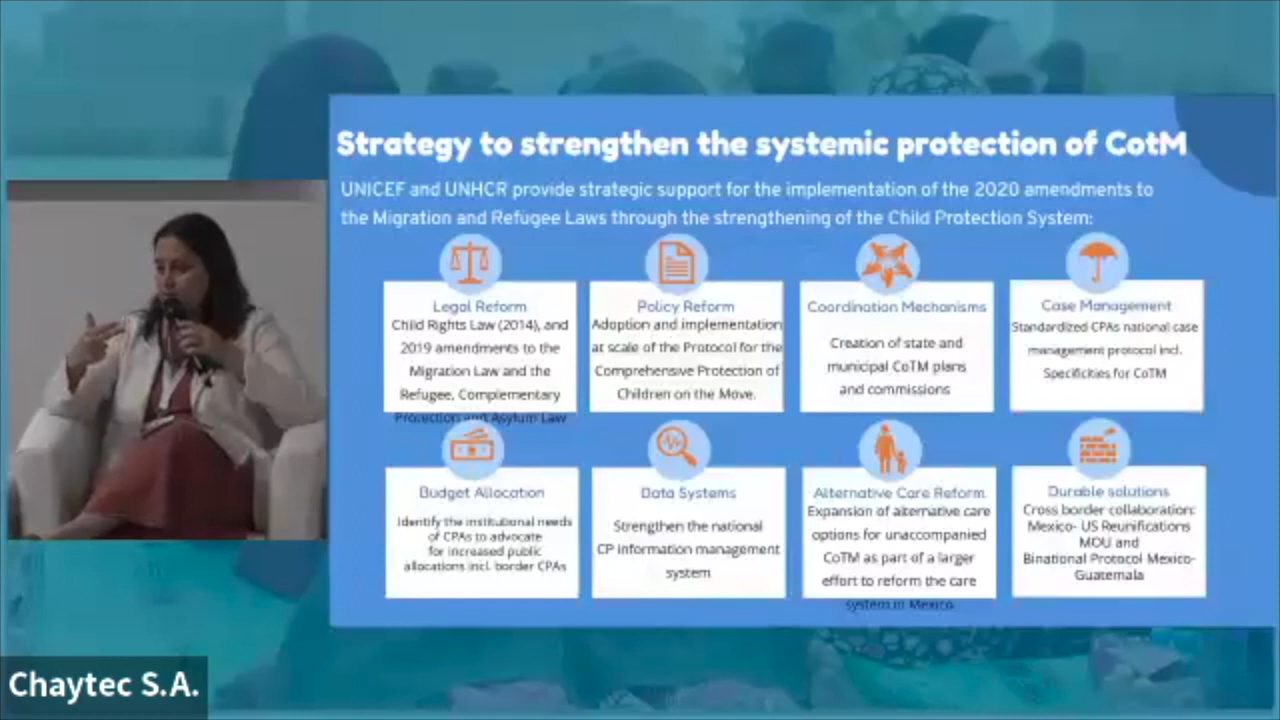 Strategy to strengthen the systemic protection of CotM
UNICEF and UNHCR provide strategic support for the implementation of the 2020 amendments to
the Migration and Refugee Laws through the strengthening of the Child Protection System:
Legal Reform
Child Rights Law (2014), and
2019 amendments to the
Migration Law and the
Refugee, Complementary
Protection and Asylum Law
Policy Reform
Adoption and implementation
at scale of the Protocol for the
Comprehensive Protection of
Children on the Move.
Coordination Mechanisms
Creation of state and
municipal CoTM plans
and commissions
Case Management
Standardized CPAs national case
management protocol incl.
Specificities for CoTM
Budget Allocation
Identify the institutional needs
of CPAs to advocate
for increased public
allocations incl. border CPAs
Data Systems
Strengthen the national
CP information management
system
Alternative Care Reform
Expansion of alternative care
options for unaccompanied
CoTM as part of a larger
effort to reform the care
system in Mexico
Durable solutions
Cross border collaboration:
Mexico- US Reunifications
MOU and
Binational Protocol Mexico-
Guatemala
Chaytec S.A.